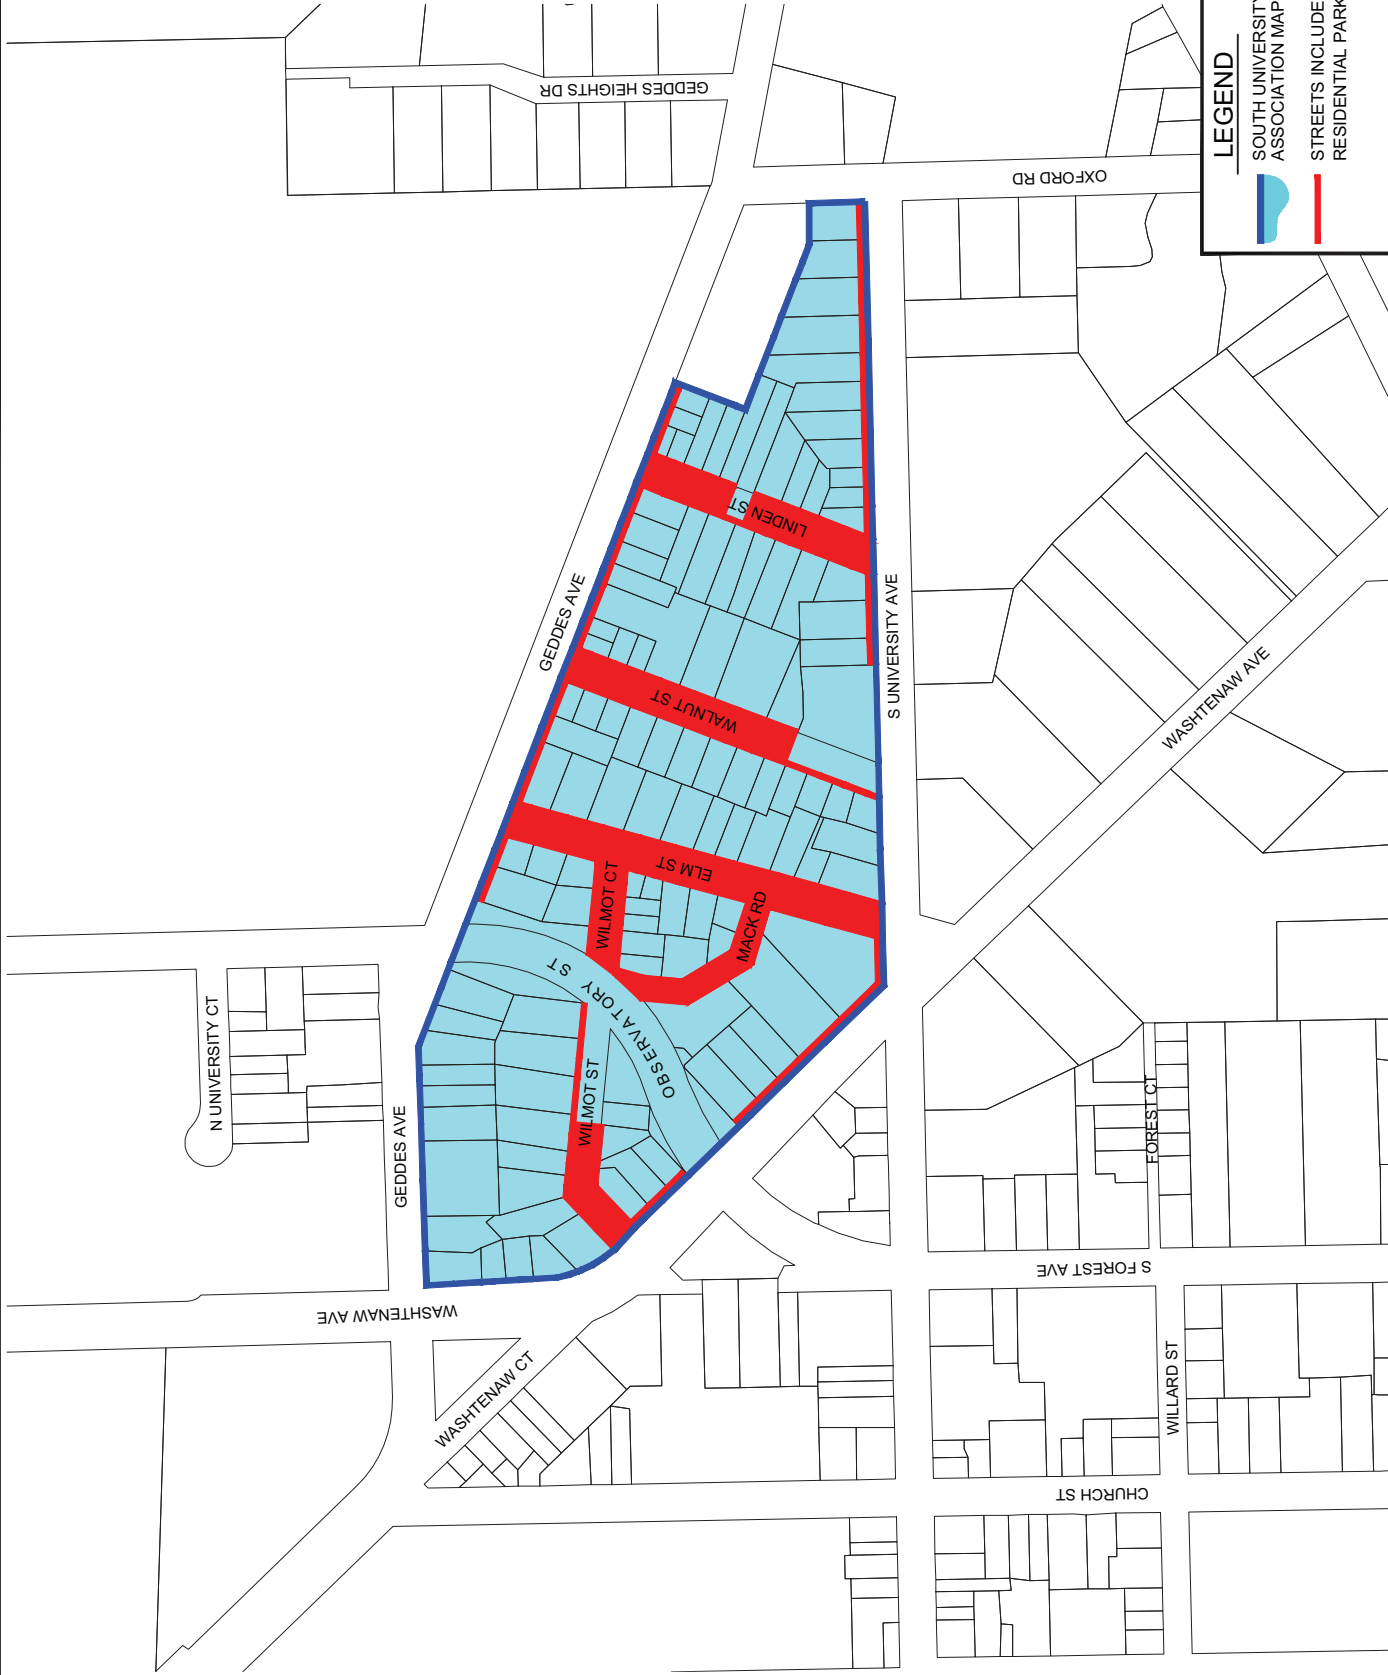 GEDDES HEIGHTS DR
OXFORD RD
LEGEND
SOUTH UNIVERSITY
ASSOCIATION MAP
STREETS INCLUDE
RESIDENTIAL PARK
LINDEN ST
GEDDES AVE
S UNIVERSITY AVE
WALNUT ST
WASHTENAW AVE
ELM ST
WILMOT CT
MACK RD
OBSERVATORY ST
N UNIVERSITY CT
WILMOT ST
GEDDES AVE
FOREST CT
S FOREST AVE
WASHTENAW AVE
WASHTENAW CT
WILLARD ST
CHURCH ST